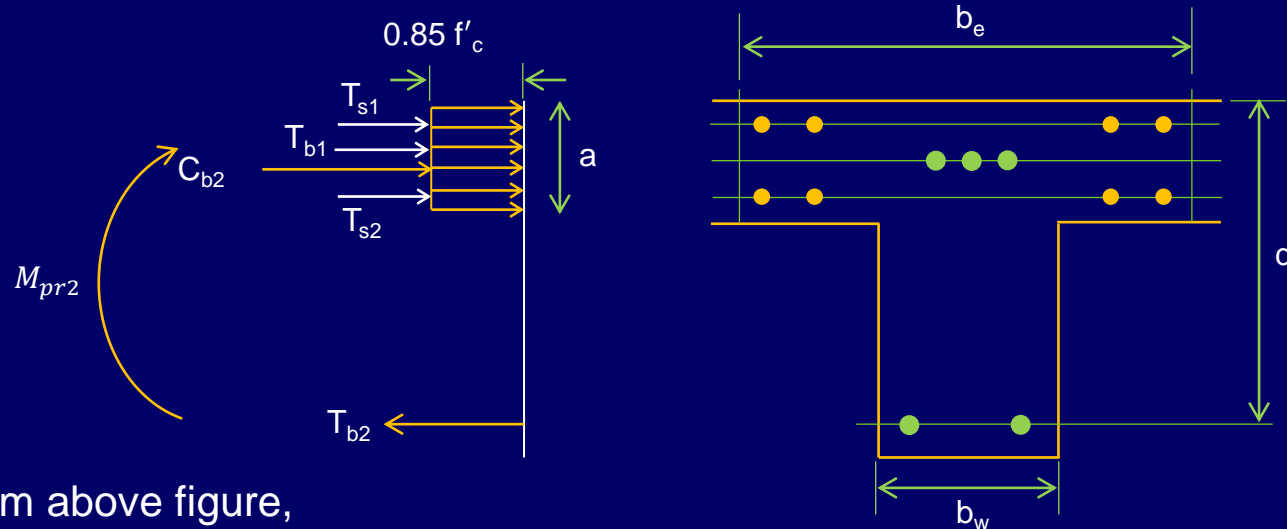 0.85 f′c
be
Ts1
Tb1
Cb2
a
Ts2
d
Mpr2
Tb2
m above figure,
bw